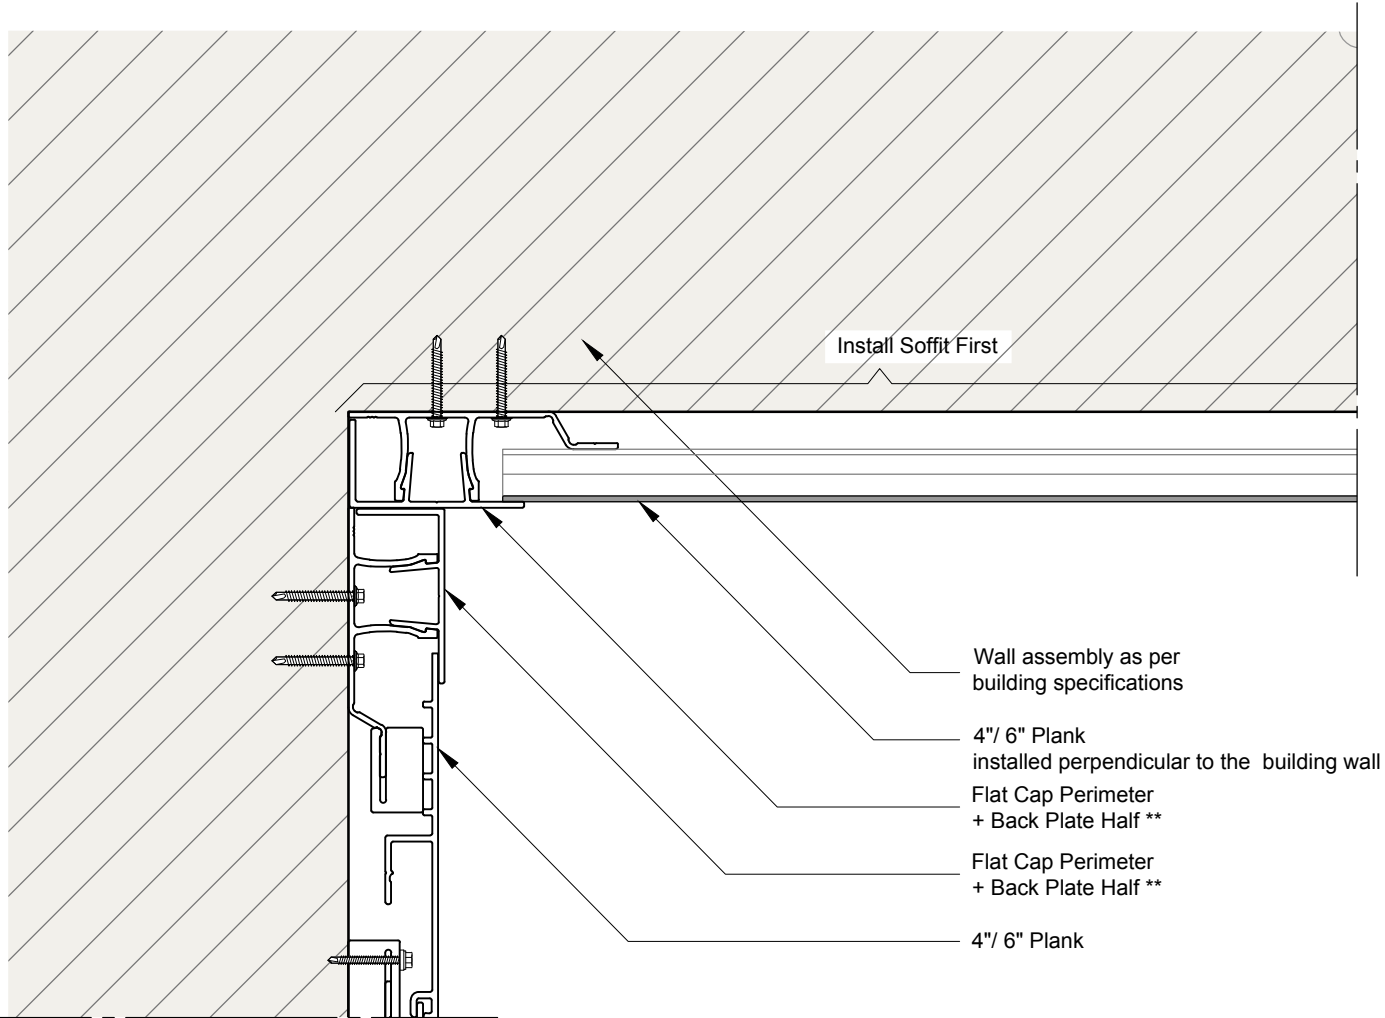 Install Soffit First
Wall assembly as per
building specifications
4"/ 6" Plank
installed perpendicular to the  building wall
Flat Cap Perimeter
+ Back Plate Half **
Flat Cap Perimeter
+ Back Plate Half **
4"/ 6" Plank